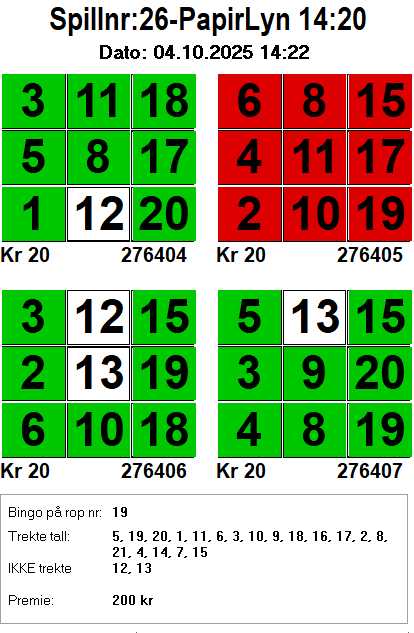 Spillnr:26-PapirLyn 14:20
Dato: 04.10.2025 14:22
3 11 18 6 8 15
5 8 17 4 11 17
1 12 20 2 10 19
Kr 20 276404 Kr 20 276405
3 12 15 5 13 15
2 13 19 3 9 20
6 10 18 4 8 19
Kr 20 276406 Kr 20 276407
Bingo på rop nr: 19
Trekte tall: 5, 19, 20, 1, 11, 6, 3, 10, 9, 18, 16, 17, 2, 8,
21, 4, 14, 7, 15
IKKE trekte 12, 13
Premie: 200 kr